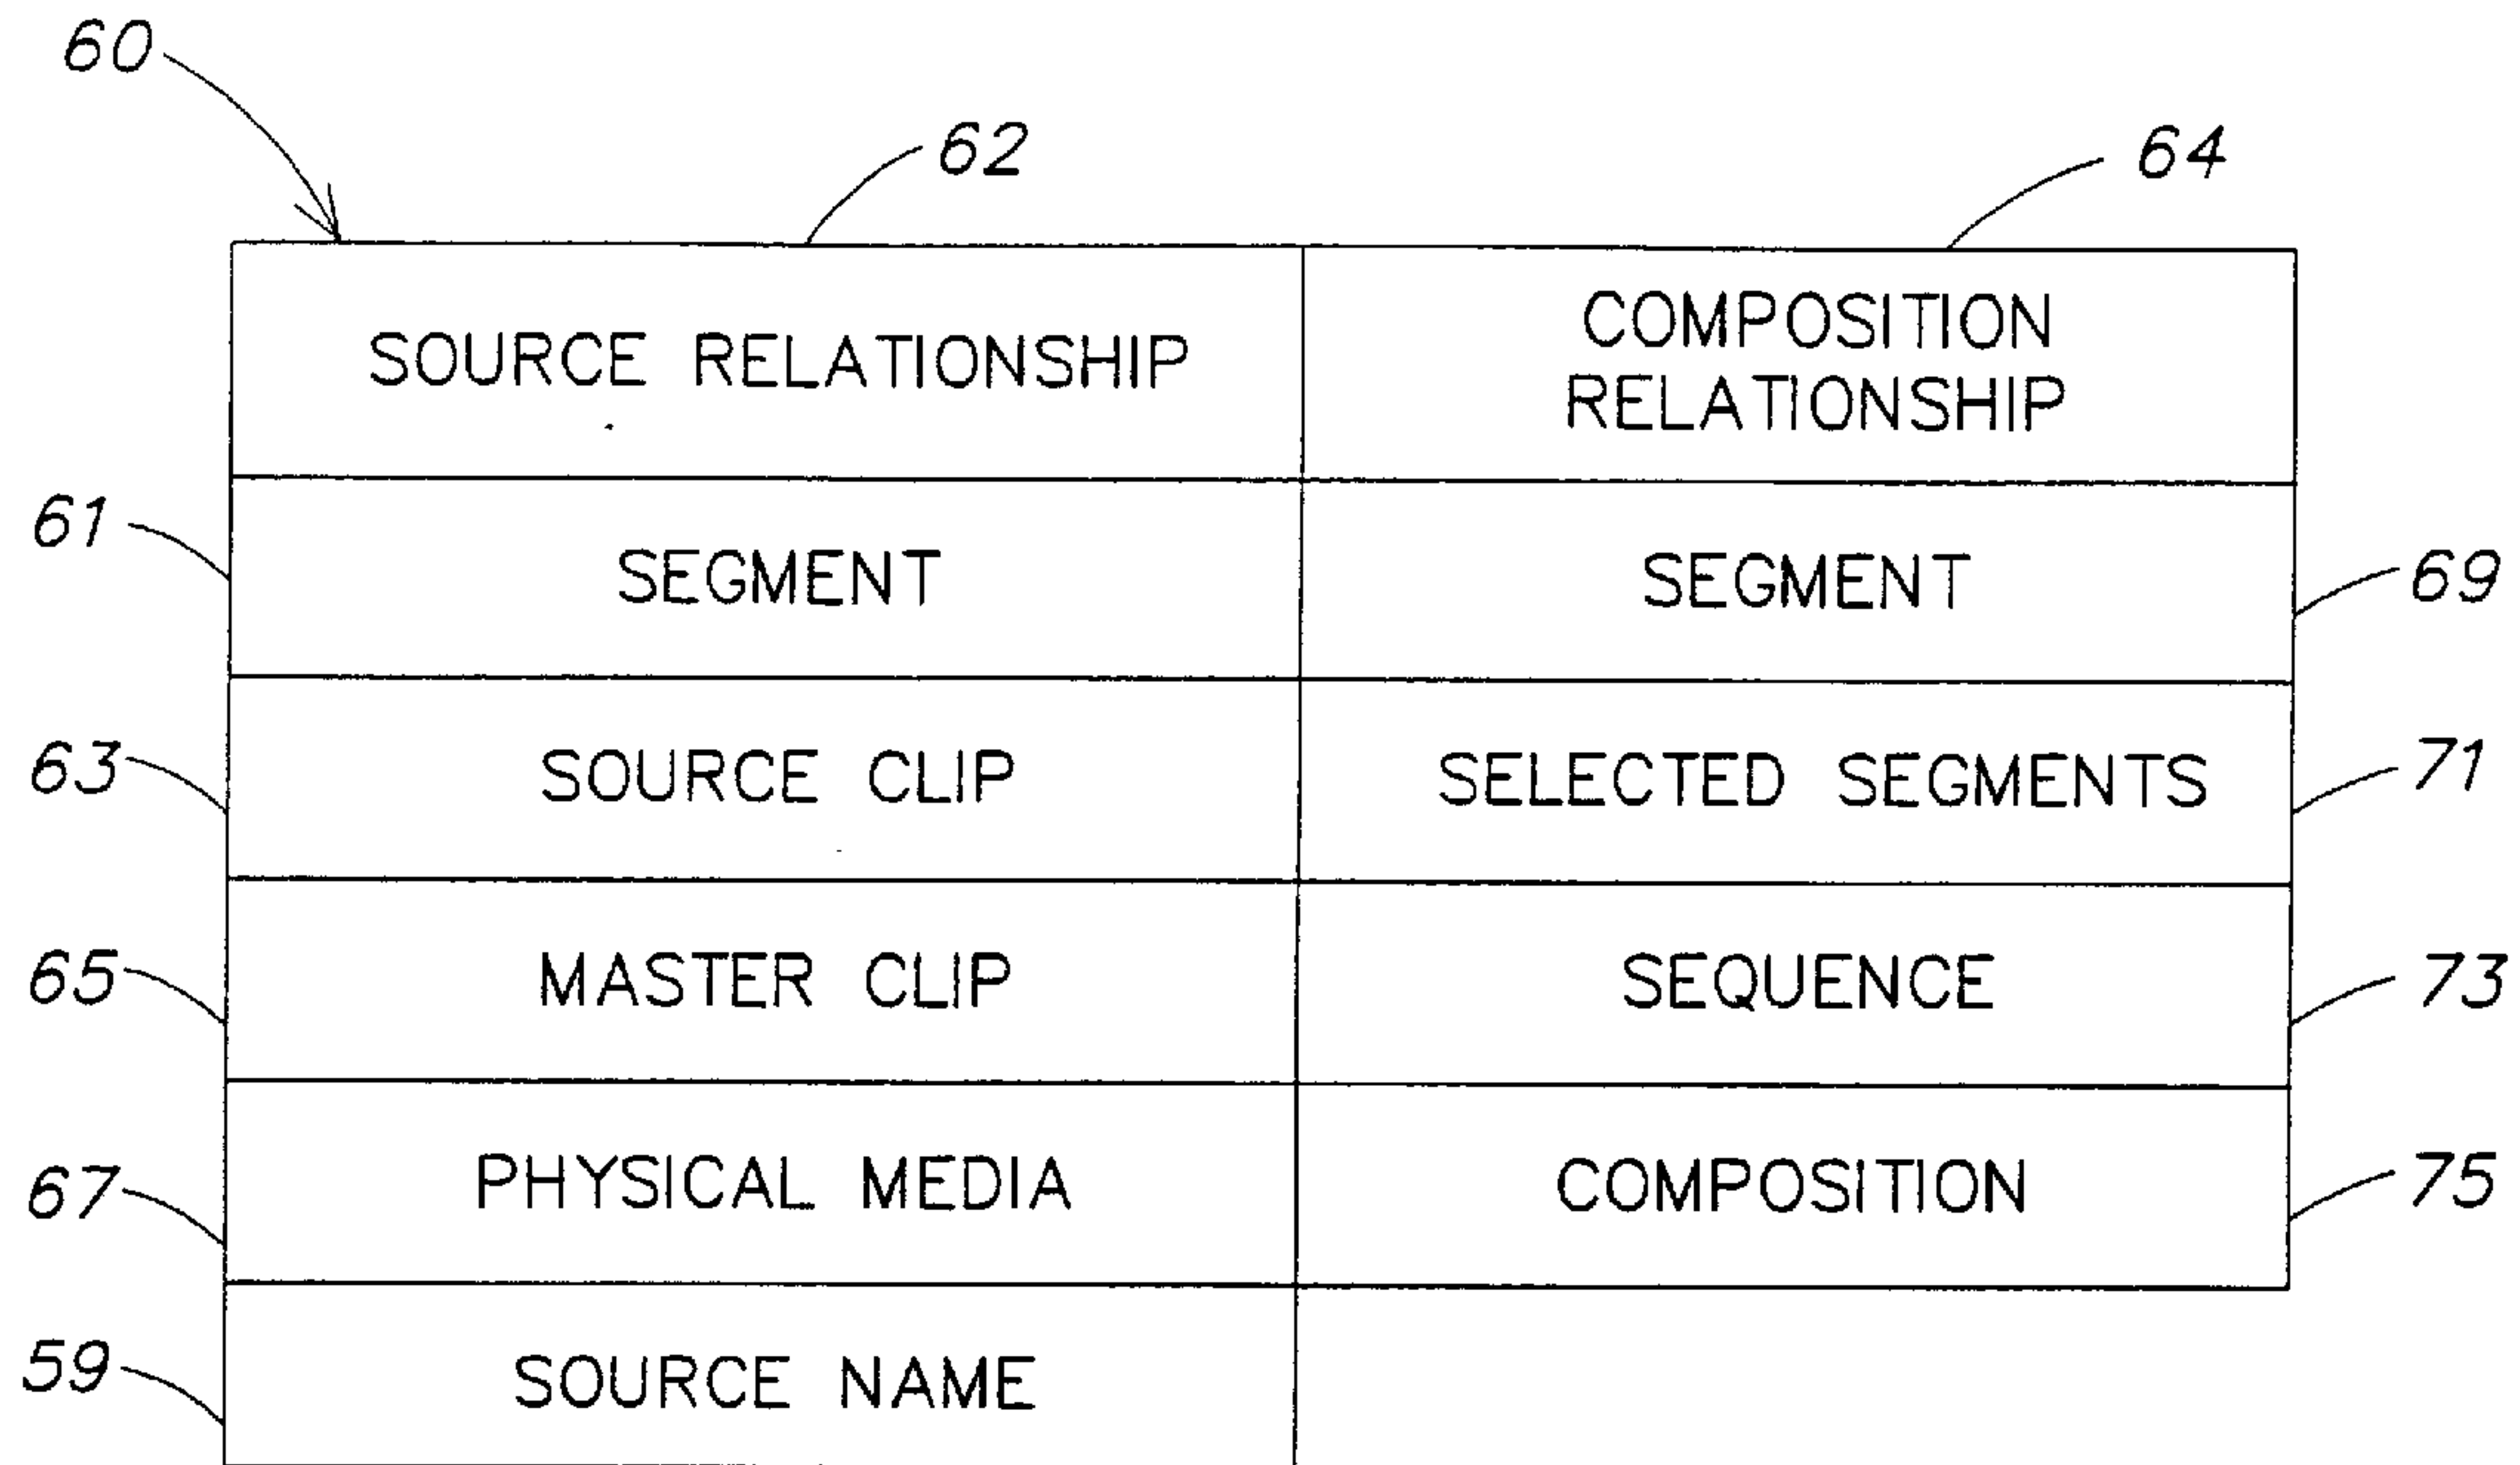 60
62
64
SOURCE RELATIONSHIP
COMPOSITION
RELATIONSHIP
61
SEGMENT
SEGMENT
69
63
SOURCE CLIP
SELECTED SEGMENTS
71
65
MASTER CLIP
SEQUENCE
73
67
PHYSICAL MEDIA
COMPOSITION
75
59
SOURCE NAME